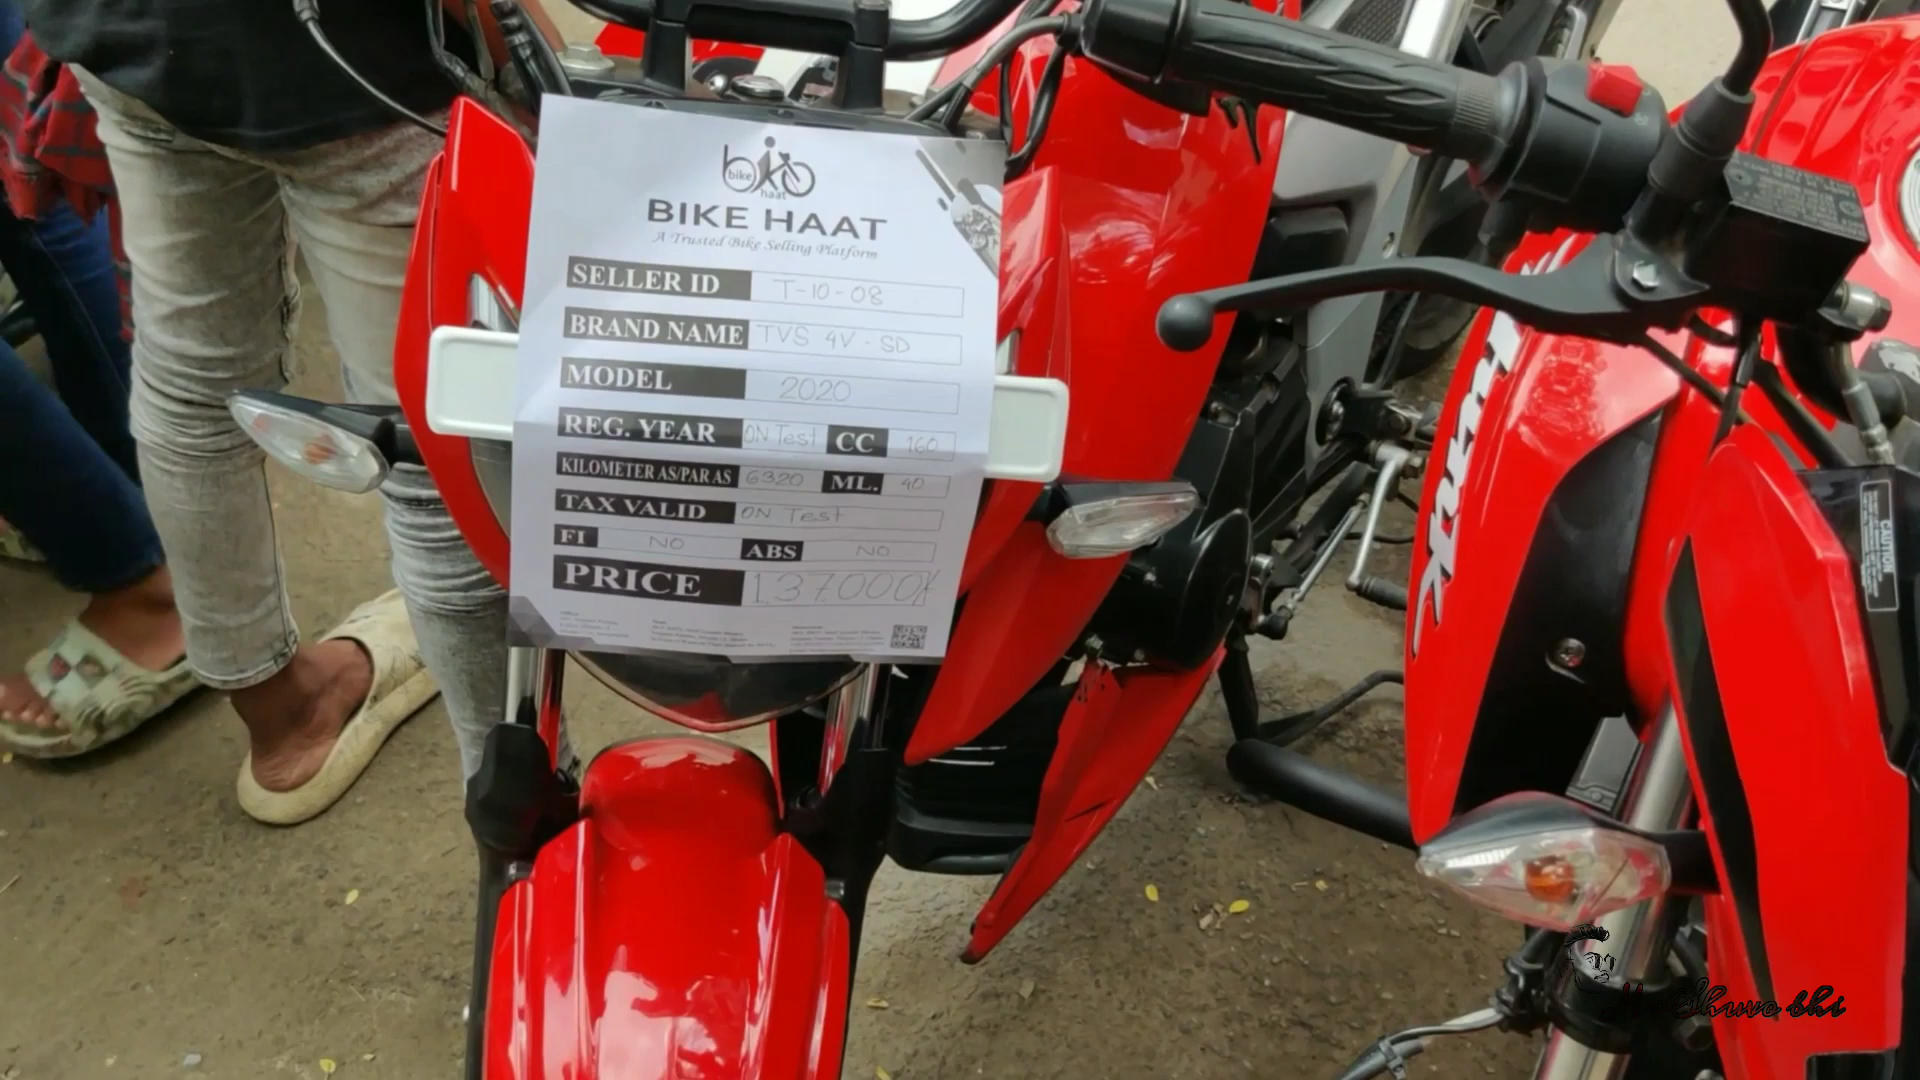 bike haat
BIKE HAAT
A Trusted Bike Selling Platform
SELLER ID T-10-08
BRAND NAME TVS 4V - SD
MODEL 2020
REG. YEAR ON Test CC 160
KILOMETER AS/PAR AS 6320 ML. 40
TAX VALID ON Test
FI NO ABS NO
PRICE 137000/
Hunk
CAUTION